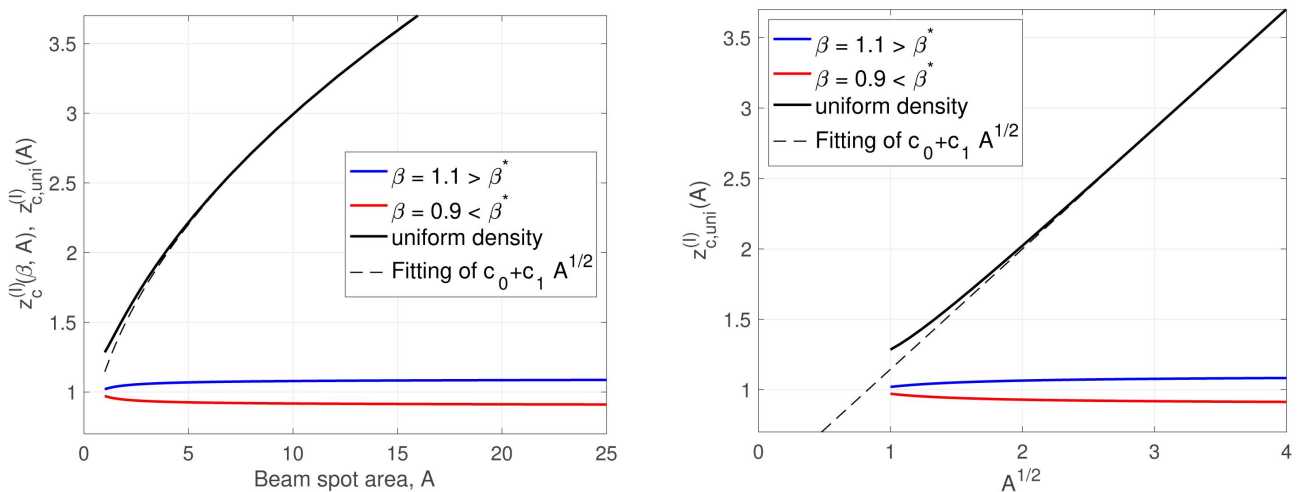 z_c^(I)(β, A), z_c,uni^(I)(A)
3.5
3
2.5
2
1.5
1
β = 1.1 > β*
β = 0.9 < β*
uniform density
Fitting of c_0+c_1 A^1/2
0 5 10 15 20 25
Beam spot area, A
z_c,uni^(I)(A)
3.5
3
2.5
2
1.5
1
β = 1.1 > β*
β = 0.9 < β*
uniform density
Fitting of c_0+c_1 A^1/2
0 1 2 3 4
A^1/2